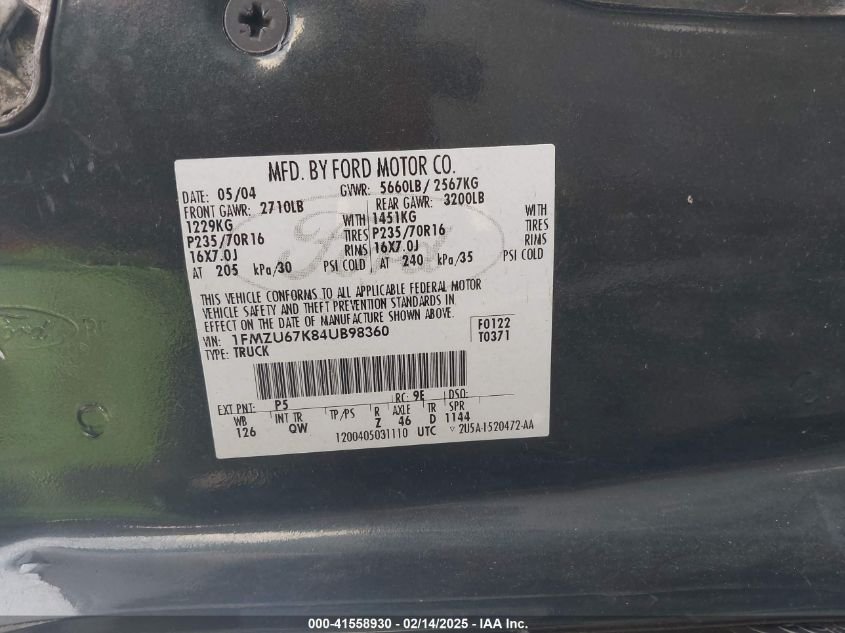 MFD. BY FORD MOTOR CO.
DATE: 05/04 GVWR: 5660LB/ 2567KG
FRONT GAWR: 2710LB REAR GAWR: 3200LB
1229KG WITH 1451KG WITH
P235/70R16 TIRES P235/70R16 TIRES
16X7.0J RIMS 16X7.0J RIMS
AT 205 kPa/30 PSI COLD AT 240 kPa/35 PSI COLD
THIS VEHICLE CONFORMS TO ALL APPLICABLE FEDERAL MOTOR
VEHICLE SAFETY AND THEFT PREVENTION STANDARDS IN
EFFECT ON THE DATE OF MANUFACTURE SHOWN ABOVE.
VIN: 1FMZU67K84UB98360 F0122
TYPE: TRUCK T0371
EXT PNT: P5 RC: 9E DSO:
WB INT TR TP/PS R AXLE TR SPR
126 QW Z 46 D 1144
1200405031110 UTC ▽ 2U5A-1520472-AA
Ford
000-41558930 - 02/14/2025 - IAA Inc.